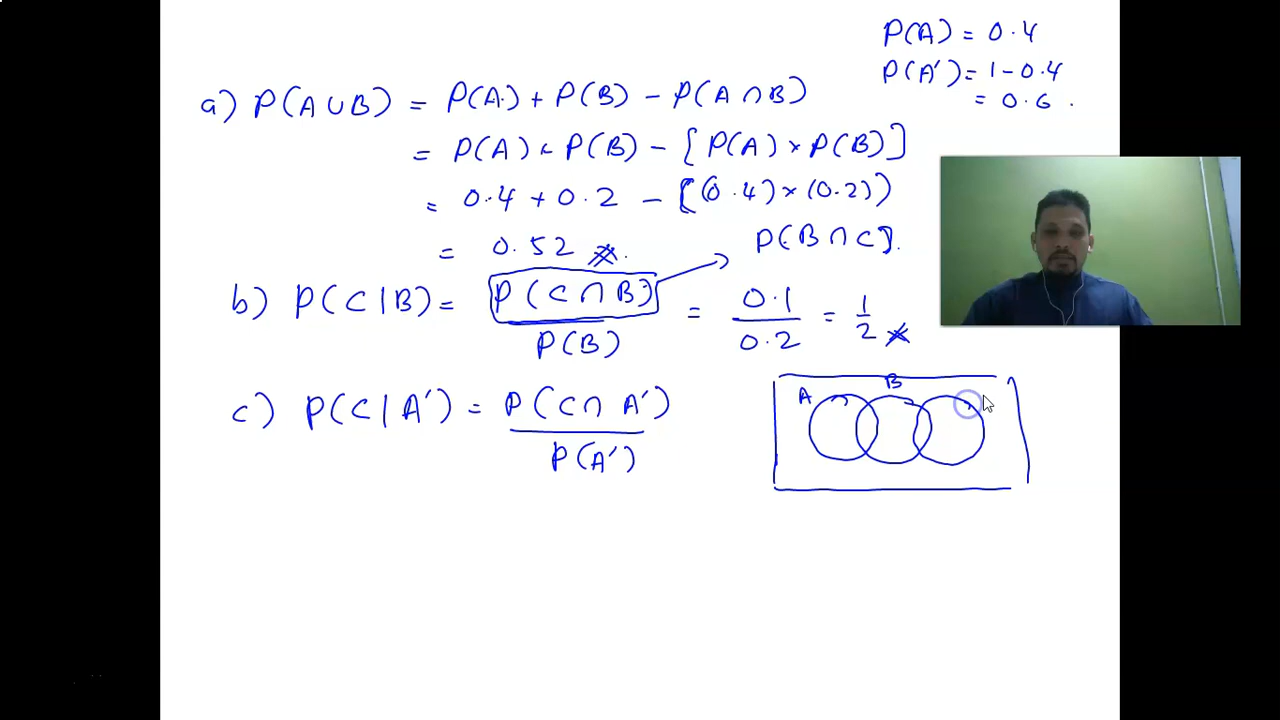 P(A) = 0.4
P(A′) = 1 - 0.4
= 0.6 .
a) P(A ∪ B) = P(A) + P(B) - P(A ∩ B)
= P(A) + P(B) - [P(A) × P(B)]
= 0.4 + 0.2 - [(0.4) × (0.2)]
= 0.52
P(B ∩ C).
b) P(C | B) = P(C ∩ B) / P(B) = 0.1 / 0.2 = 1/2
c) P(C | A′) = P(C ∩ A′) / P(A′)
A B